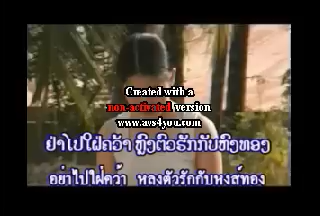 Created with a
non-activated version
www.avs4you.com
ຢ່າໄປໃຝ່ຄວ້າ ຫຼົງຕົວຮັກກັບຫົງທອງ
อย่าไปใฝ่คว้า หลงตัวรักกับหงส์ทอง